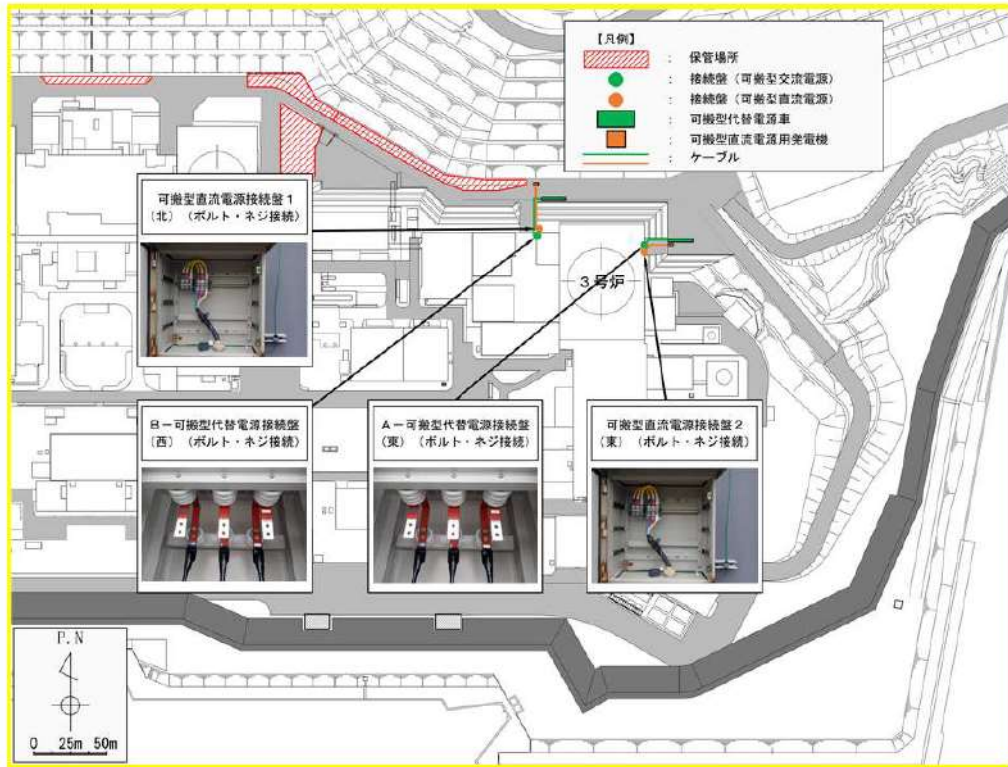 【凡例】
： 保管場所
： 接続盤（可搬型交流電源）
： 接続盤（可搬型直流電源）
： 可搬型代替電源車
： 可搬型直流電源用発電機
： ケーブル
可搬型直流電源接続盤１
（北）（ボルト・ネジ接続）
３号炉
Ｂ－可搬型代替電源接続盤
（西）（ボルト・ネジ接続）
Ａ－可搬型代替電源接続盤
（東）（ボルト・ネジ接続）
可搬型直流電源接続盤２
（東）（ボルト・ネジ接続）
P.N
0 25m 50m